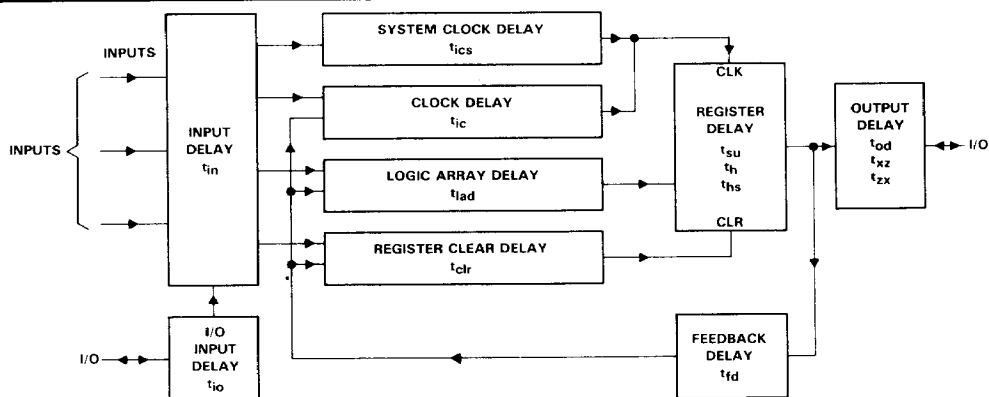 INPUTS
INPUTS
INPUT
DELAY
tin
I/O
I/O
INPUT
DELAY
tio
SYSTEM CLOCK DELAY
tics
CLOCK DELAY
tic
LOGIC ARRAY DELAY
tlad
REGISTER CLEAR DELAY
tclr
CLK
REGISTER
DELAY
tsu
th
ths
CLR
OUTPUT
DELAY
tod
txz
tzx
I/O
FEEDBACK
DELAY
tfd